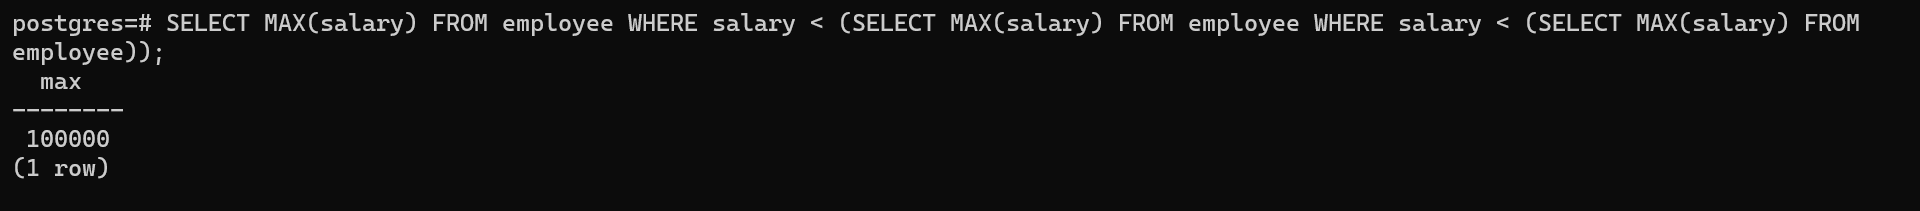 postgres=# SELECT MAX(salary) FROM employee WHERE salary < (SELECT MAX(salary) FROM employee WHERE salary < (SELECT MAX(salary) FROM
employee));
  max
--------
 100000
(1 row)